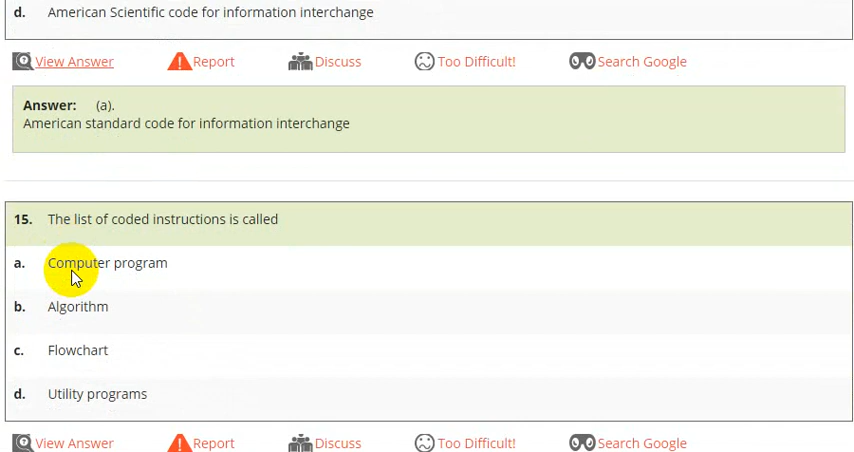 d. American Scientific code for information interchange
View Answer Report Discuss Too Difficult! Search Google
Answer: (a).
American standard code for information interchange
15. The list of coded instructions is called
a. Computer program
b. Algorithm
c. Flowchart
d. Utility programs
View Answer Report Discuss Too Difficult! Search Google